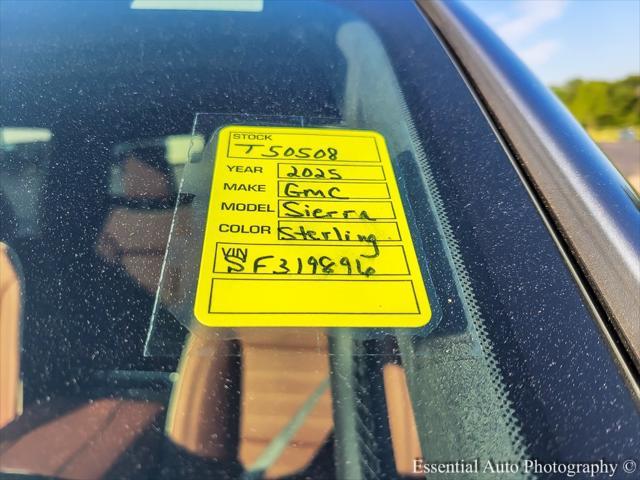 STOCK
T50508
YEAR 2025
MAKE GMC
MODEL Sierra
COLOR Sterling
VIN
SF319896
Essential Auto Photography ©